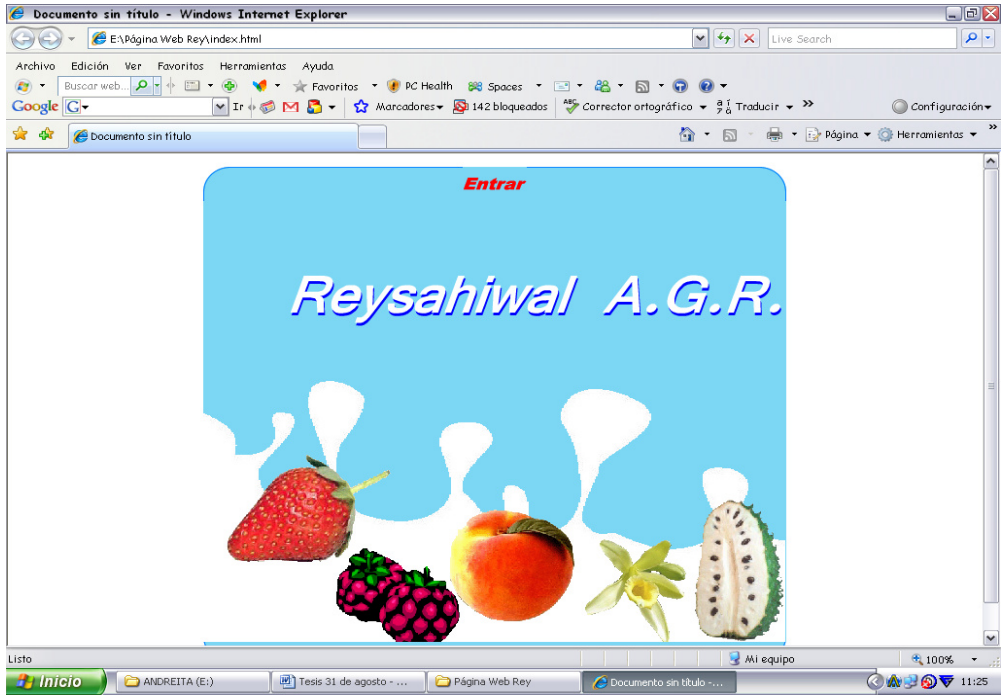 Documento sin título - Windows Internet Explorer
E:\Página Web Rey\index.html
Live Search
Archivo Edición Ver Favoritos Herramientas Ayuda
Buscar web... Favoritos PC Health Spaces
Google G Ir Marcadores 142 bloqueados ABC Corrector ortográfico Traducir Configuración
Documento sin título Página Herramientas
Entrar
Reysahiwal A.G.R.
Listo Mi equipo 100%
Inicio ANDREITA (E:) Tesis 31 de agosto - ... Página Web Rey Documento sin título -... 11:25